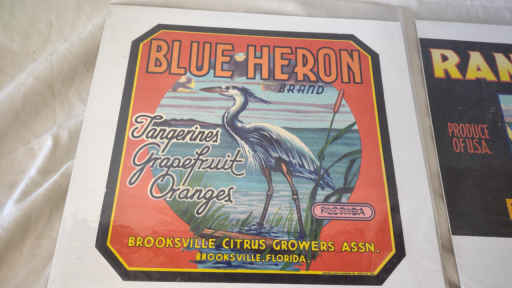 BLUE HERON
BRAND
Tangerines
Grapefruit
Oranges
FLORIDA
BROOKSVILLE CITRUS GROWERS ASSN.
BROOKSVILLE, FLORIDA.
RAN
PRODUCE
OF U.S.A.